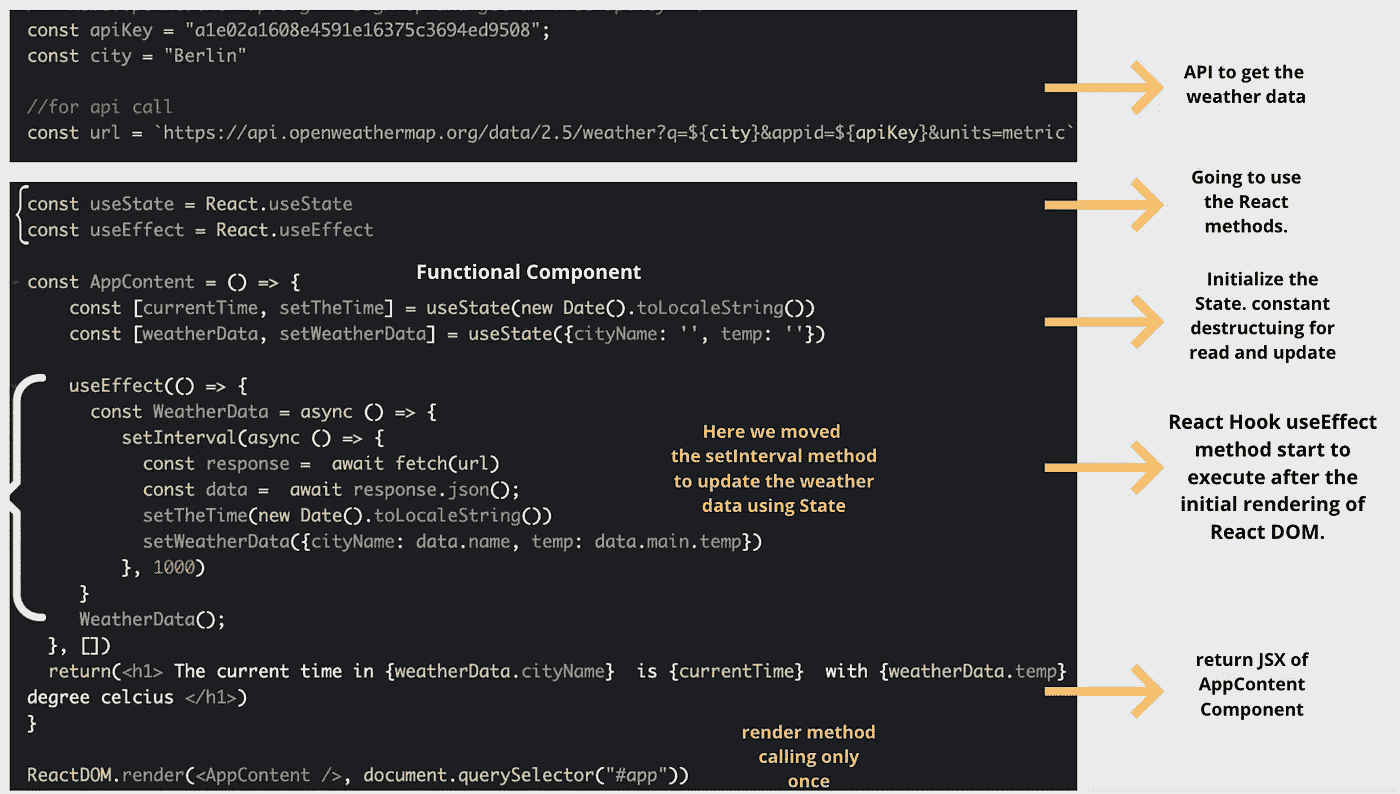 const apiKey = "a1e02a1608e4591e16375c3694ed9508";
const city = "Berlin"
//for api call
const url = `https://api.openweathermap.org/data/2.5/weather?q=${city}&appid=${apiKey}&units=metric`
API to get the
weather data
const useState = React.useState
const useEffect = React.useEffect
Going to use
the React
methods.
Functional Component
const AppContent = () => {
const [currentTime, setTheTime] = useState(new Date().toLocaleString())
const [weatherData, setWeatherData] = useState({cityName: '', temp: ''})
Initialize the
State. constant
destructuing for
read and update
useEffect(() => {
const WeatherData = async () => {
setInterval(async () => {
const response =  await fetch(url)
const data =  await response.json();
setTheTime(new Date().toLocaleString())
setWeatherData({cityName: data.name, temp: data.main.temp})
}, 1000)
}
WeatherData();
}, [])
Here we moved
the setInterval method
to update the weather
data using State
React Hook useEffect
method start to
execute after the
initial rendering of
React DOM.
return(<h1> The current time in {weatherData.cityName}  is {currentTime}  with {weatherData.temp}
degree celcius </h1>)
}
return JSX of
AppContent
Component
ReactDOM.render(<AppContent />, document.querySelector("#app"))
render method
calling only
once